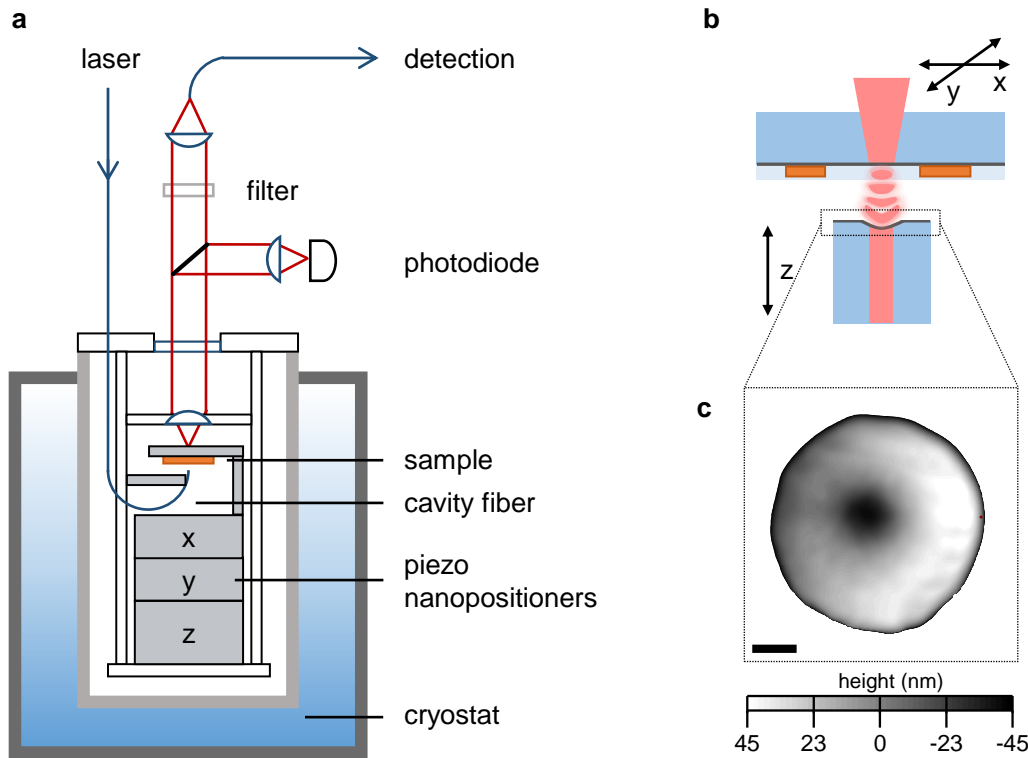 a
laser
detection
filter
photodiode
sample
cavity fiber
x
y
z
piezo
nanopositioners
cryostat
b
x
y
z
c
height (nm)
45 23 0 -23 -45